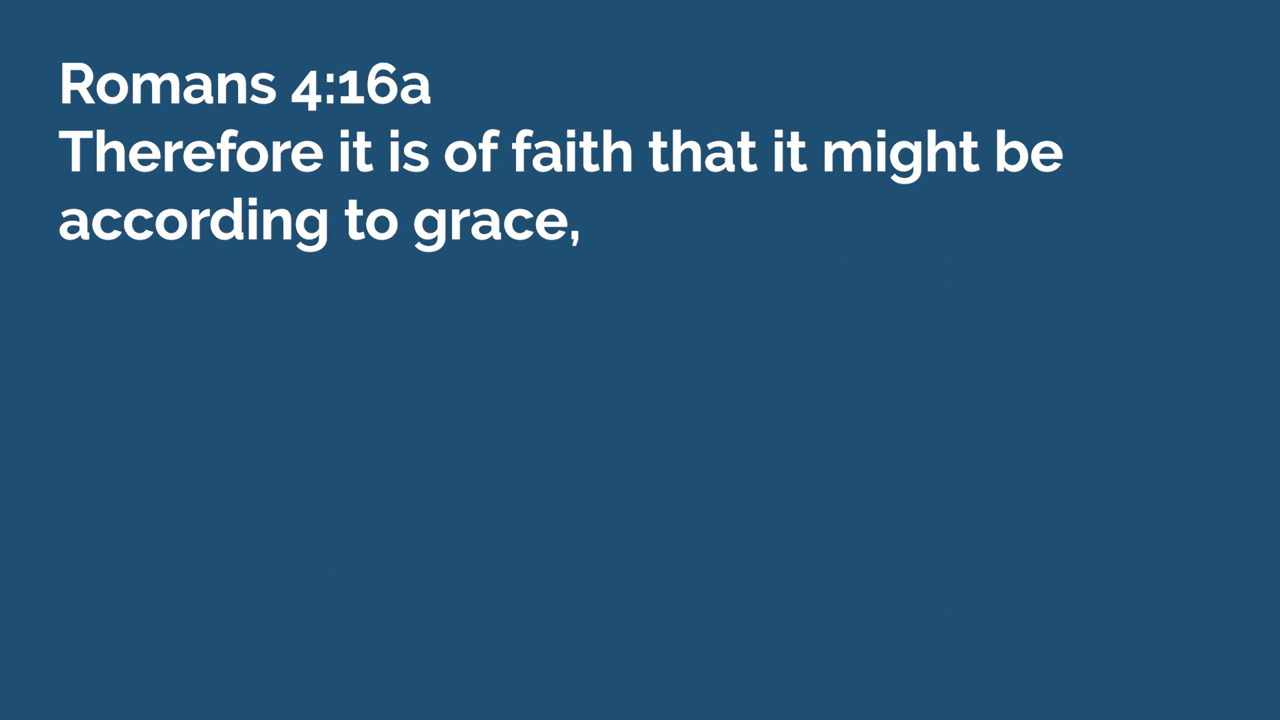 Romans 4:16a
Therefore it is of faith that it might be
according to grace,